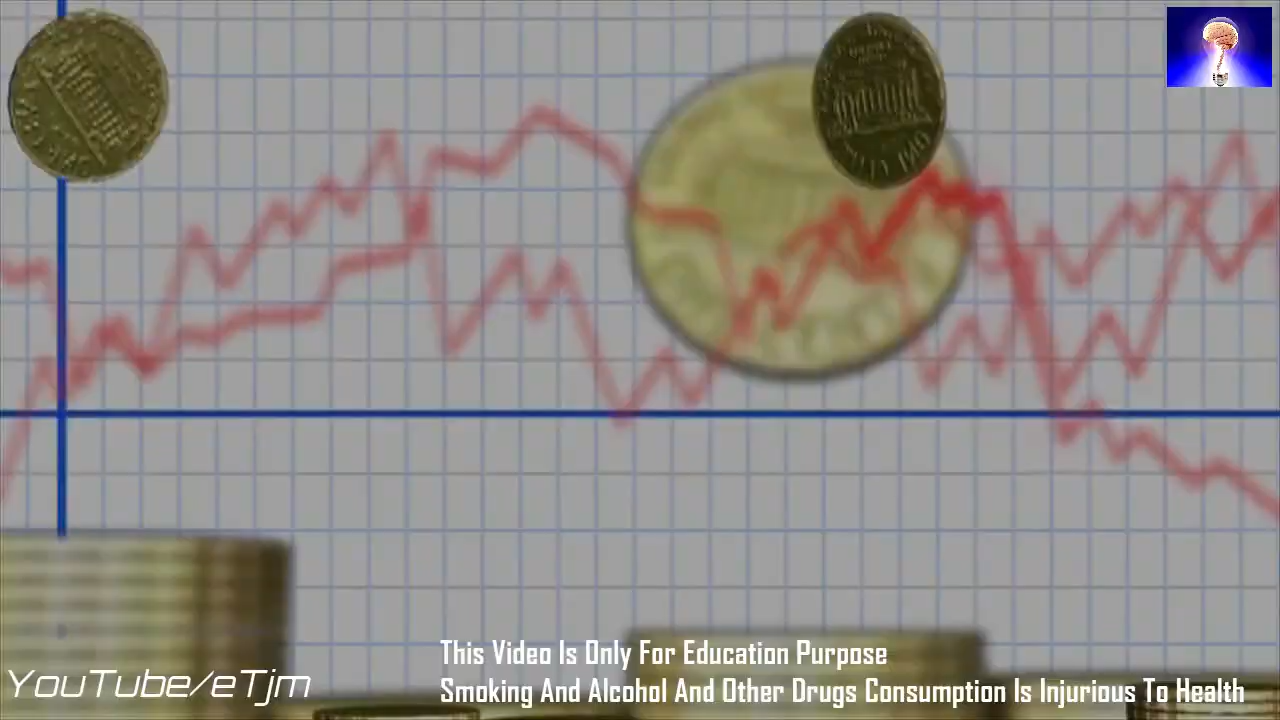 This Video Is Only For Education Purpose
YouTube/eTjm
Smoking And Alcohol And Other Drugs Consumption Is Injurious To Health